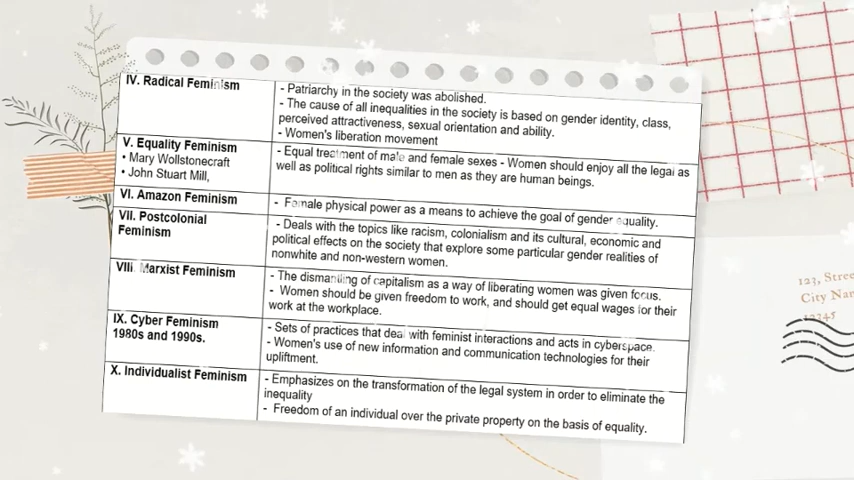 IV. Radical Feminism
- Patriarchy in the society was abolished.
- The cause of all inequalities in the society is based on gender identity, class,
perceived attractiveness, sexual orientation and ability.
- Women's liberation movement
V. Equality Feminism
• Mary Wollstonecraft
• John Stuart Mill,
- Equal treatment of male and female sexes - Women should enjoy all the legal as
well as political rights similar to men as they are human beings.
VI. Amazon Feminism
- Female physical power as a means to achieve the goal of gender equality.
VII. Postcolonial
Feminism
- Deals with the topics like racism, colonialism and its cultural, economic and
political effects on the society that explore some particular gender realities of
nonwhite and non-western women.
VIII. Marxist Feminism
- The dismantling of capitalism as a way of liberating women was given focus.
- Women should be given freedom to work, and should get equal wages for their
work at the workplace.
IX. Cyber Feminism
1980s and 1990s.
- Sets of practices that deal with feminist interactions and acts in cyberspace.
- Women's use of new information and communication technologies for their
upliftment.
X. Individualist Feminism
- Emphasizes on the transformation of the legal system in order to eliminate the
inequality
- Freedom of an individual over the private property on the basis of equality.
123, Stree
City Nar
12345